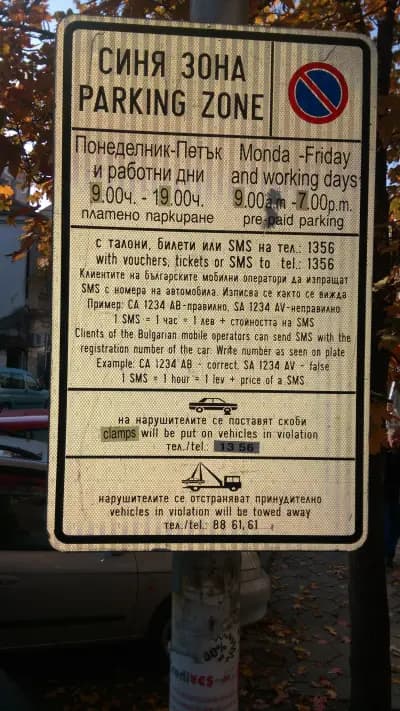 СИНЯ ЗОНА
PARKING ZONE
Понеделник-Петък
и работни дни
9.00ч. - 19.00ч.
платено паркиране
Monda -Friday
and working days
9.00a.m -7.00p.m.
pre-paid parking
с талони, билети или SMS на тел.: 1356
with vouchers, tickets or SMS to tel.: 1356
Клиентите на българските мобилни оператори да изпращат
SMS с номера на автомобила. Изписва се както се вижда
Пример: СА 1234 АВ-правилно, SA 1234 AV-неправилно
1 SMS = 1 час = 1 лев + стойността на SMS
Clients of the Bulgarian mobile operators can send SMS with the
registration number of the car. Write number as seen on plate
Example: CA 1234 AB - correct, SA 1234 AV - false
1 SMS = 1 hour = 1 lev + price of a SMS
на нарушителите се поставят скоби
clamps will be put on vehicles in violation
тел./tel.: 13 56
нарушителите се отстраняват принудително
vehicles in violation will be towed away
тел./tel.: 88 61,61